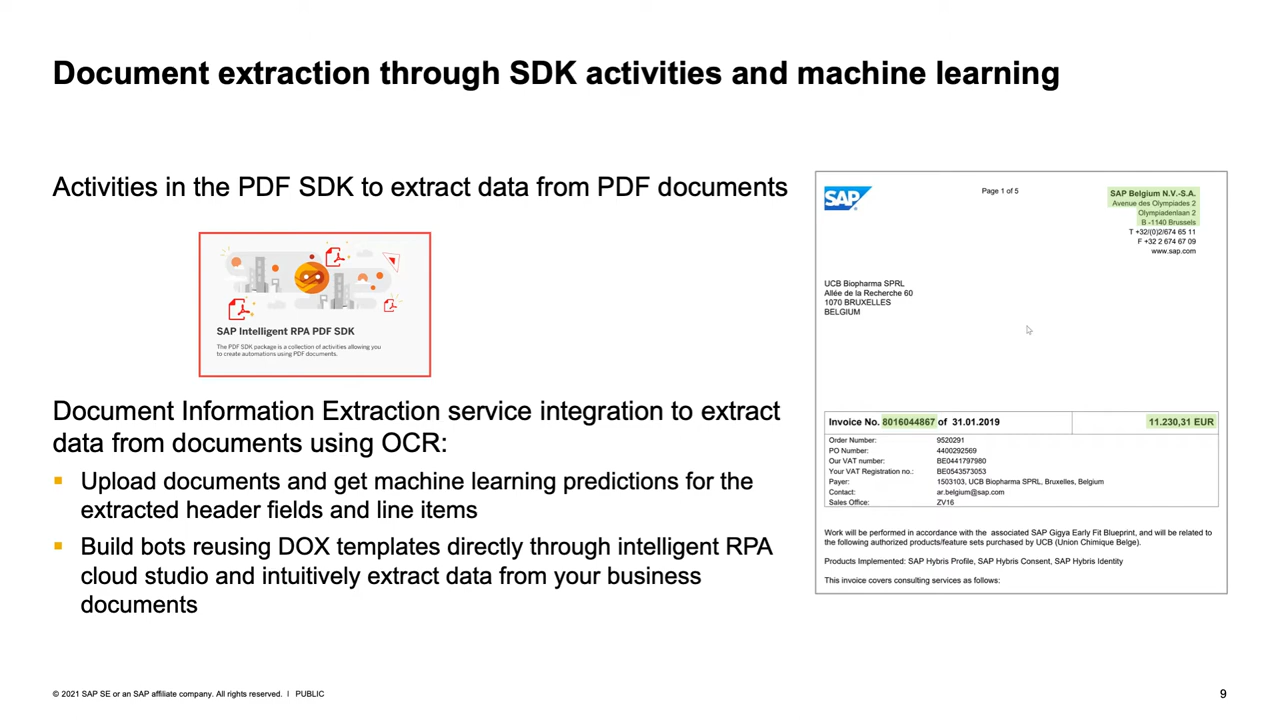 Document extraction through SDK activities and machine learning
Activities in the PDF SDK to extract data from PDF documents
SAP Intelligent RPA PDF SDK
The PDF SDK package is a collection of activities allowing you
to create automations using PDF documents.
Document Information Extraction service integration to extract
data from documents using OCR:
Upload documents and get machine learning predictions for the
extracted header fields and line items
Build bots reusing DOX templates directly through intelligent RPA
cloud studio and intuitively extract data from your business
documents
SAP
Page 1 of 5
SAP Belgium N.V.-S.A.
Avenue des Olympiades 2
Olympiadenlaan 2
B -1140 Brussels
T +32/(0)2/674 65 11
F +32 2 674 67 09
www.sap.com
UCB Biopharma SPRL
Allée de la Recherche 60
1070 BRUXELLES
BELGIUM
Invoice No. 8016044867 of 31.01.2019 11.230,31 EUR
Order Number: 9520291
PO Number: 4400292569
Our VAT number: BE0441797980
Your VAT Registration no.: BE0543573053
Payer: 1503103, UCB Biopharma SPRL, Bruxelles, Belgium
Contact: ar.belgium@sap.com
Sales Office: ZV16
Work will be performed in accordance with the associated SAP Gigya Early Fit Blueprint, and will be related to
the following authorized products/feature sets purchased by UCB (Union Chimique Belge).
Products Implemented: SAP Hybris Profile, SAP Hybris Consent, SAP Hybris Identity
This invoice covers consulting services as follows:
© 2021 SAP SE or an SAP affiliate company. All rights reserved. | PUBLIC
9